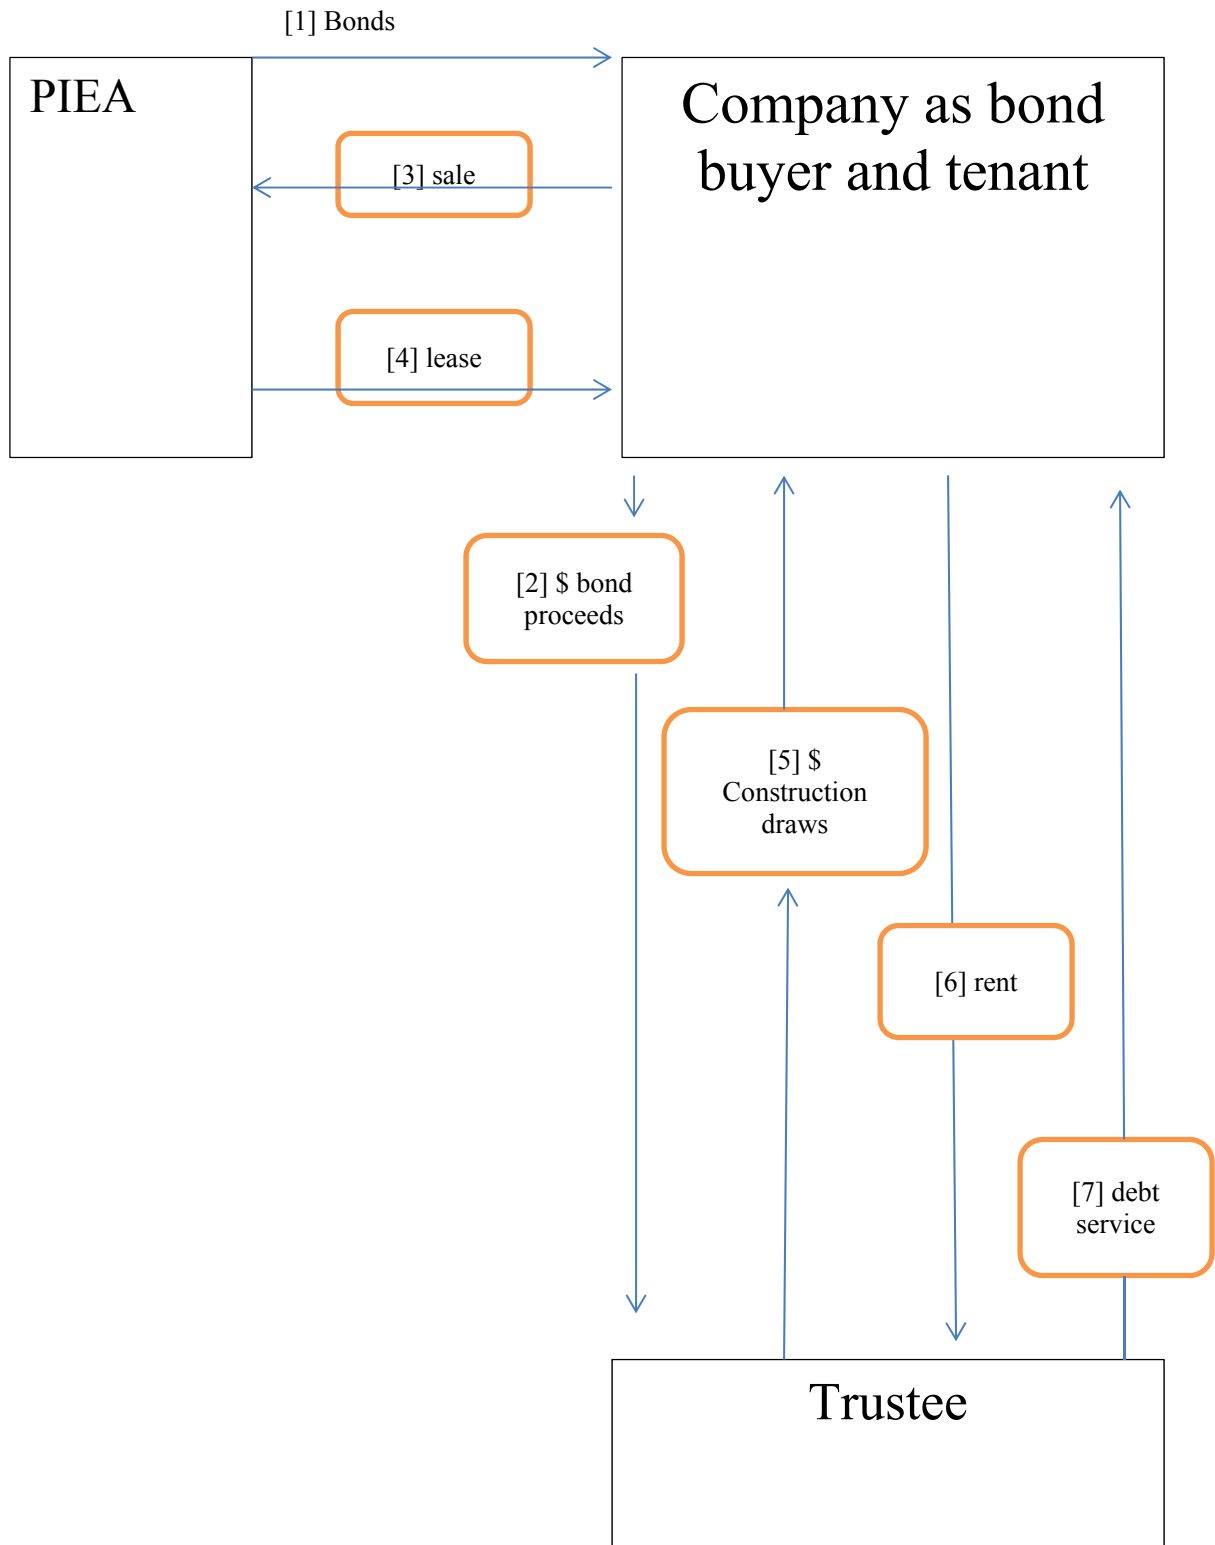 [1] Bonds
PIEA
Company as bond
buyer and tenant
[3] sale
[4] lease
[2] $ bond
proceeds
[5] $
Construction
draws
[6] rent
[7] debt
service
Trustee